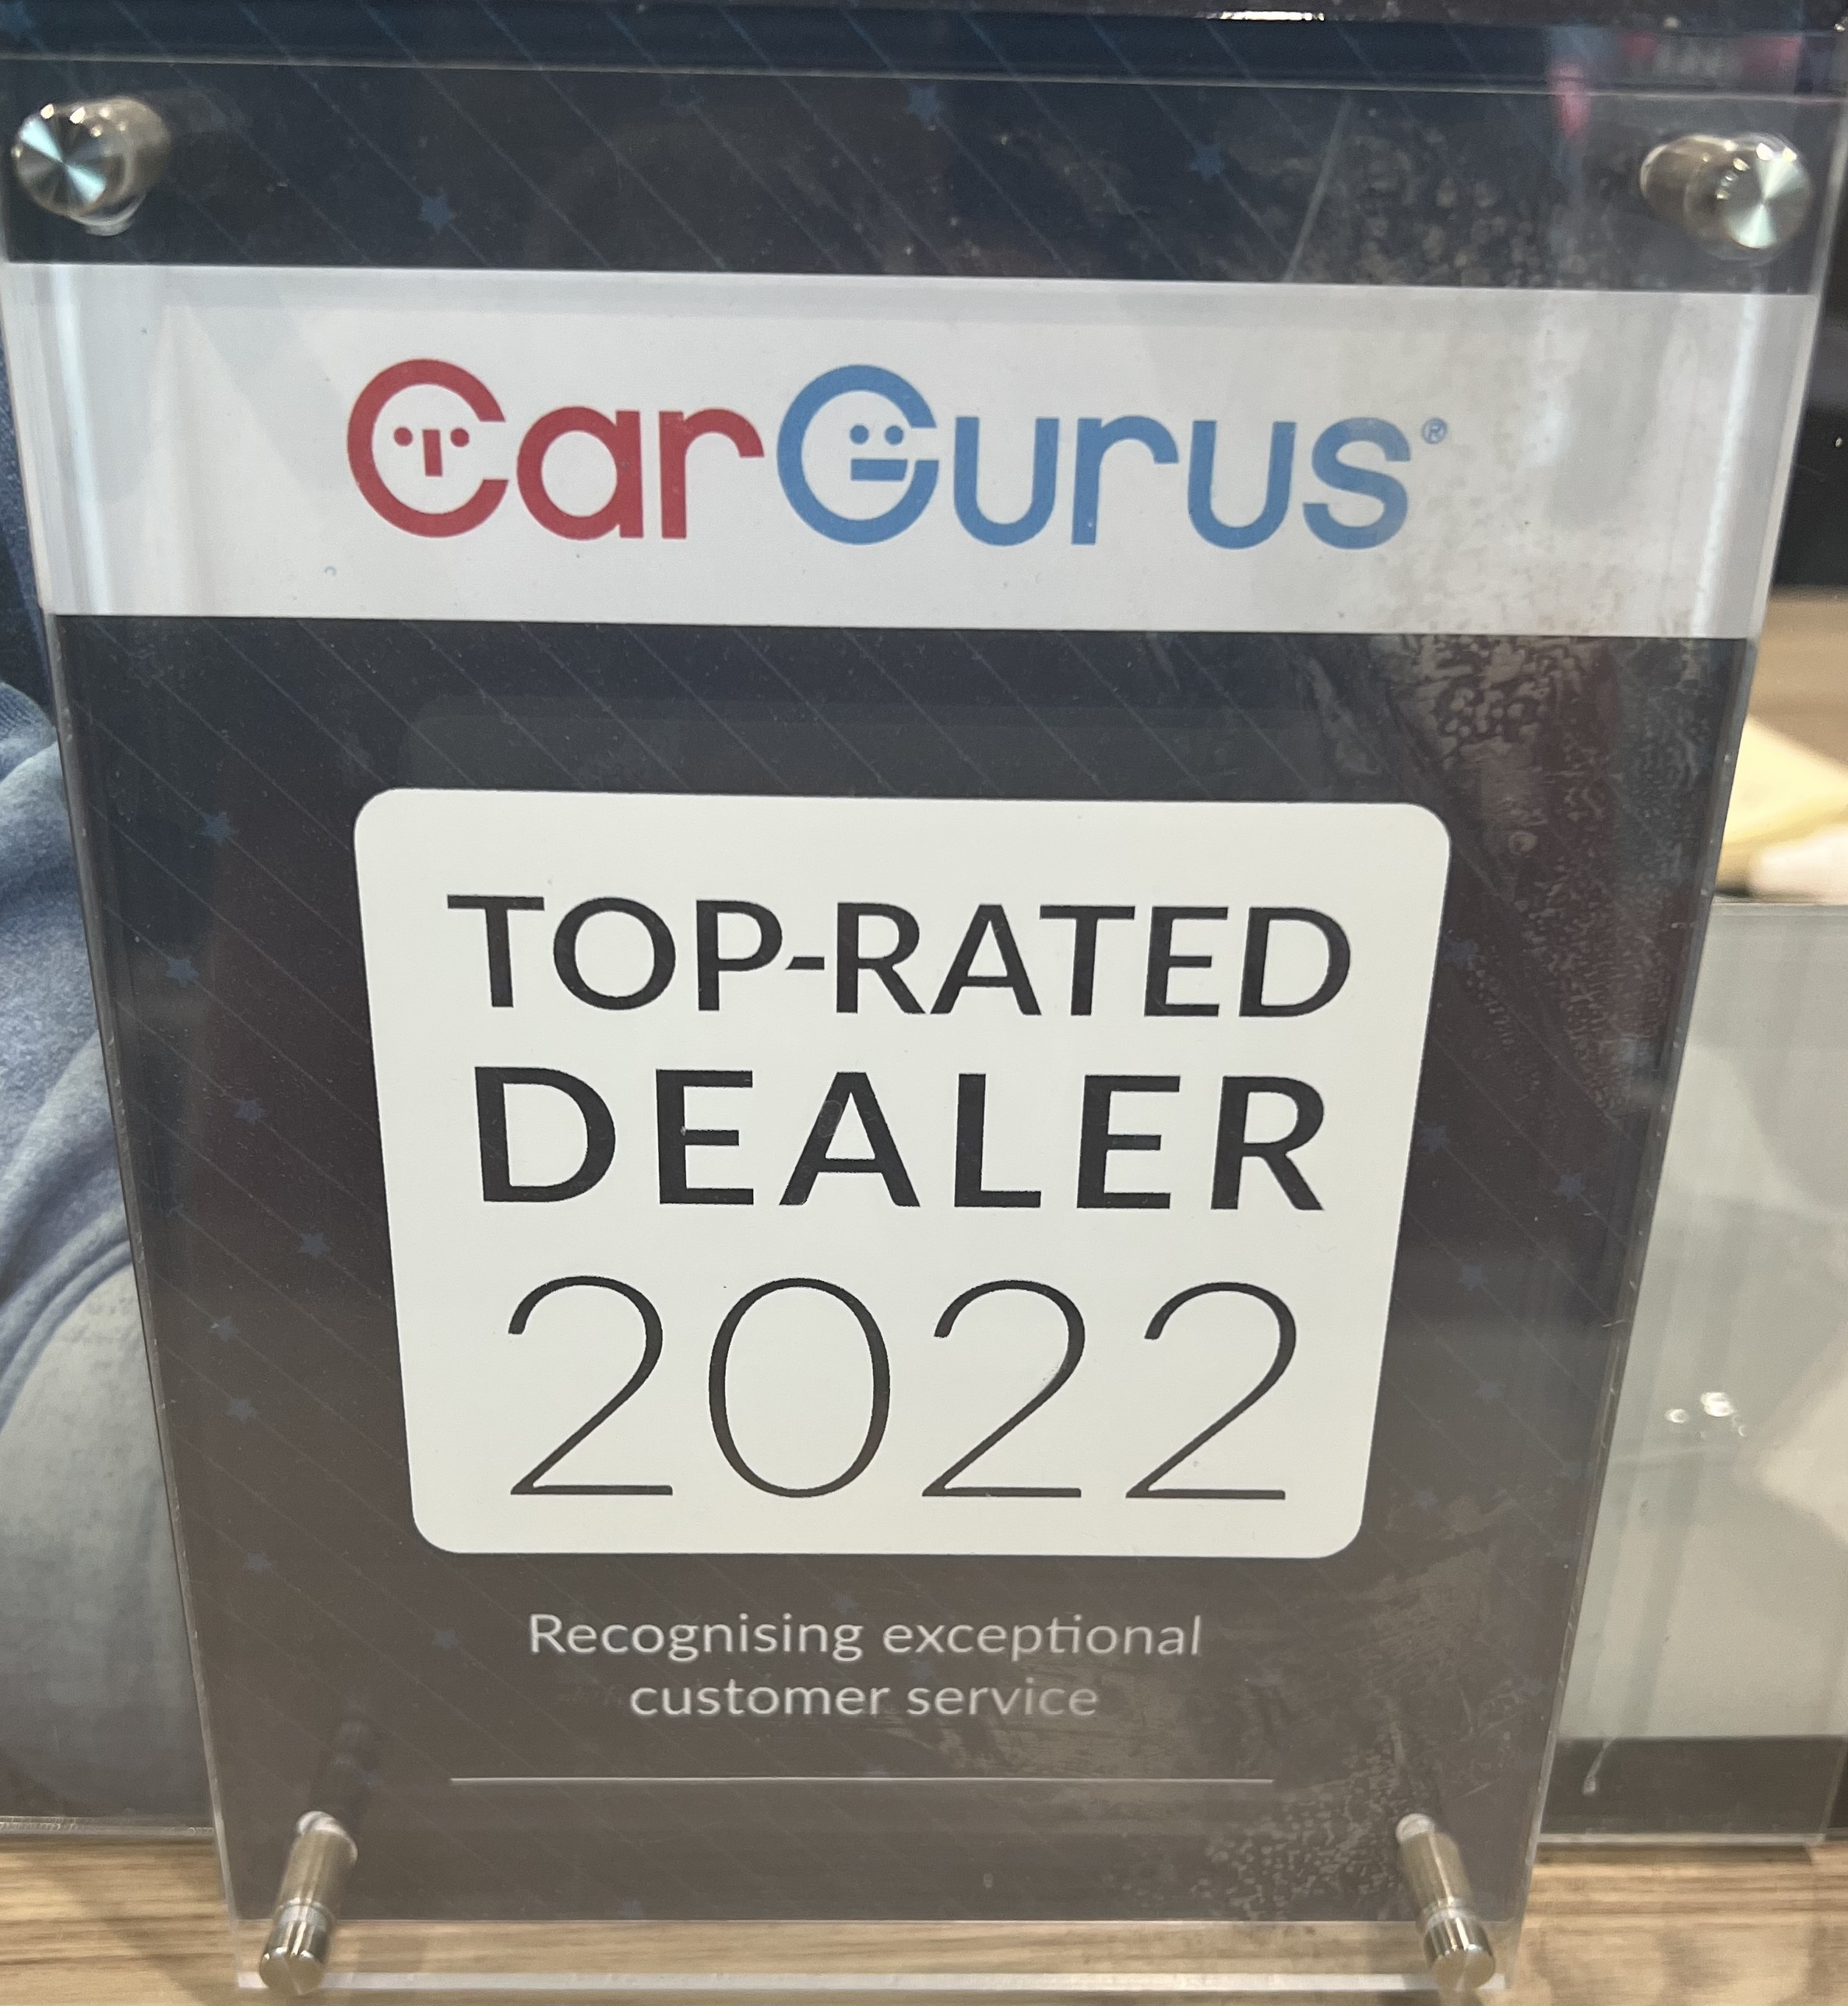 CarGurus®
TOP-RATED
DEALER
2022
Recognising exceptional
customer service